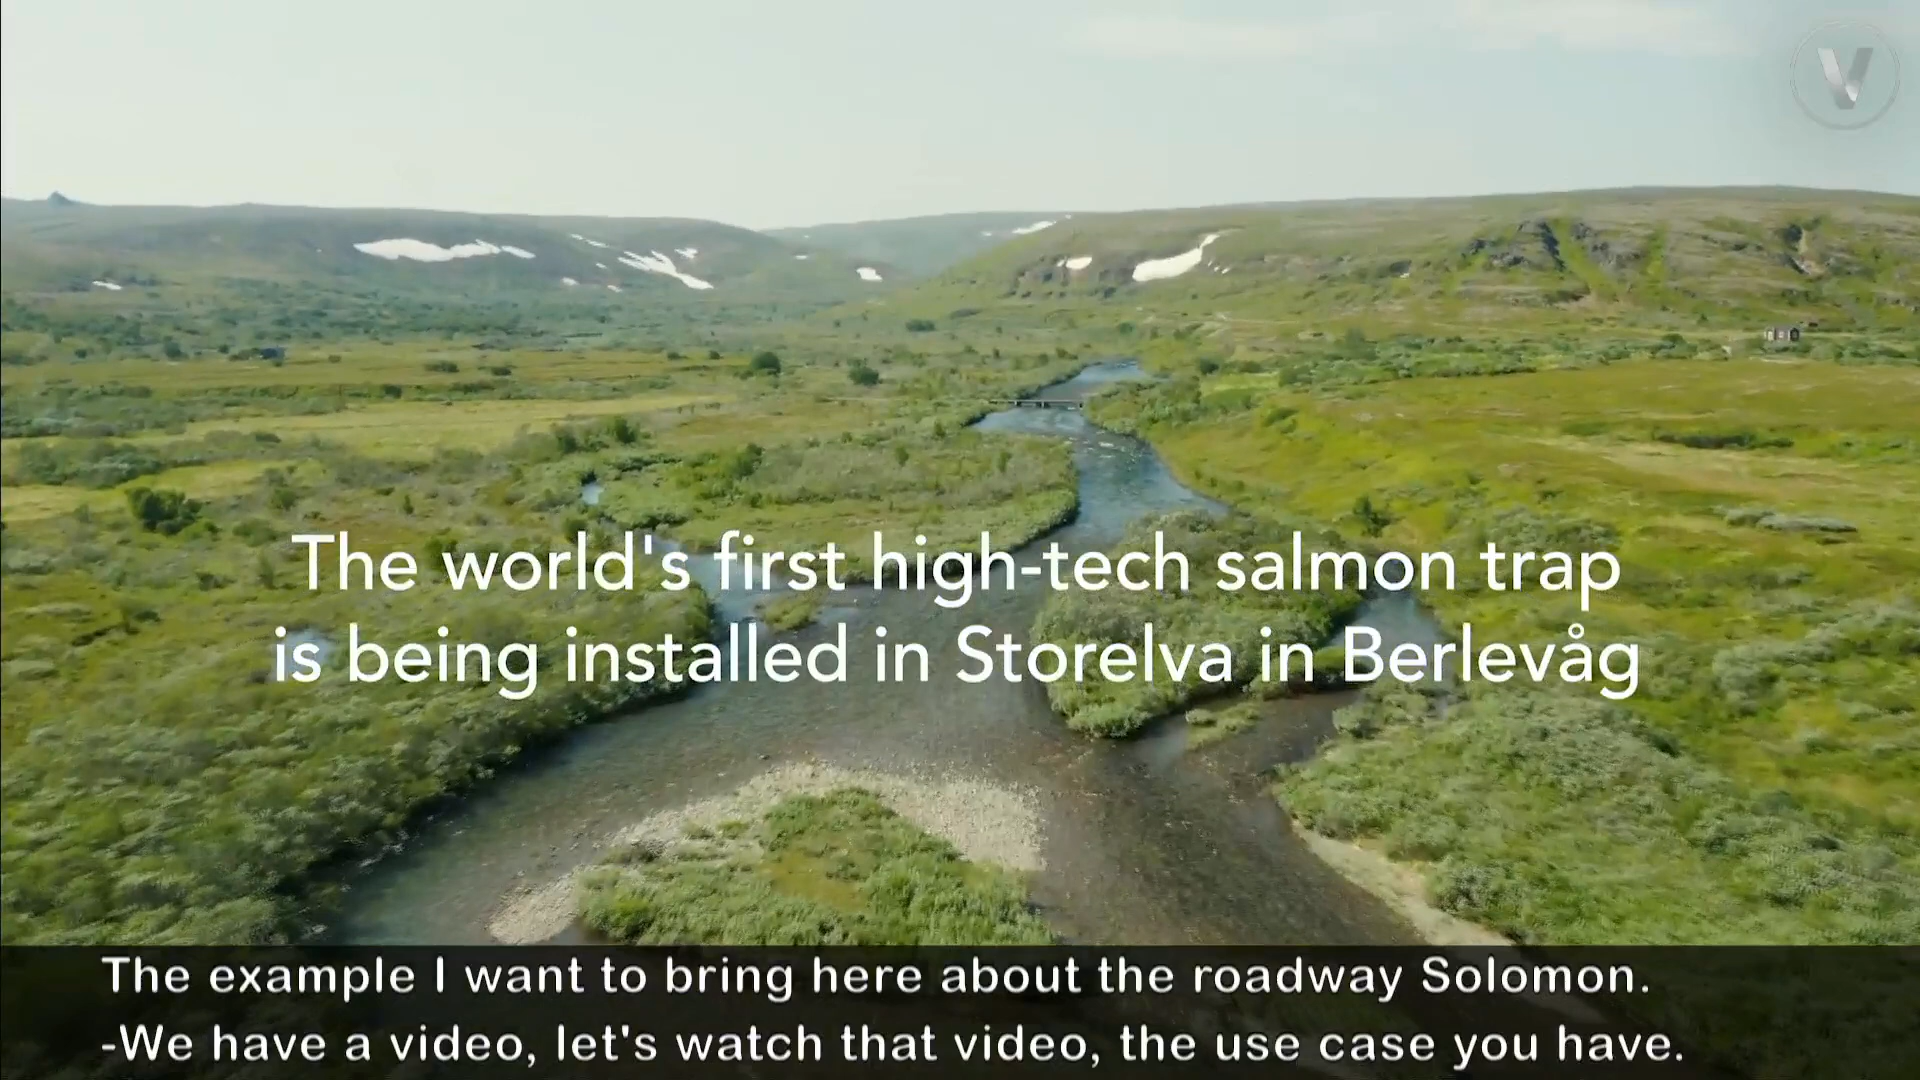 V
The world's first high-tech salmon trap
is being installed in Storelva in Berlevåg
The example I want to bring here about the roadway Solomon.
-We have a video, let's watch that video, the use case you have.